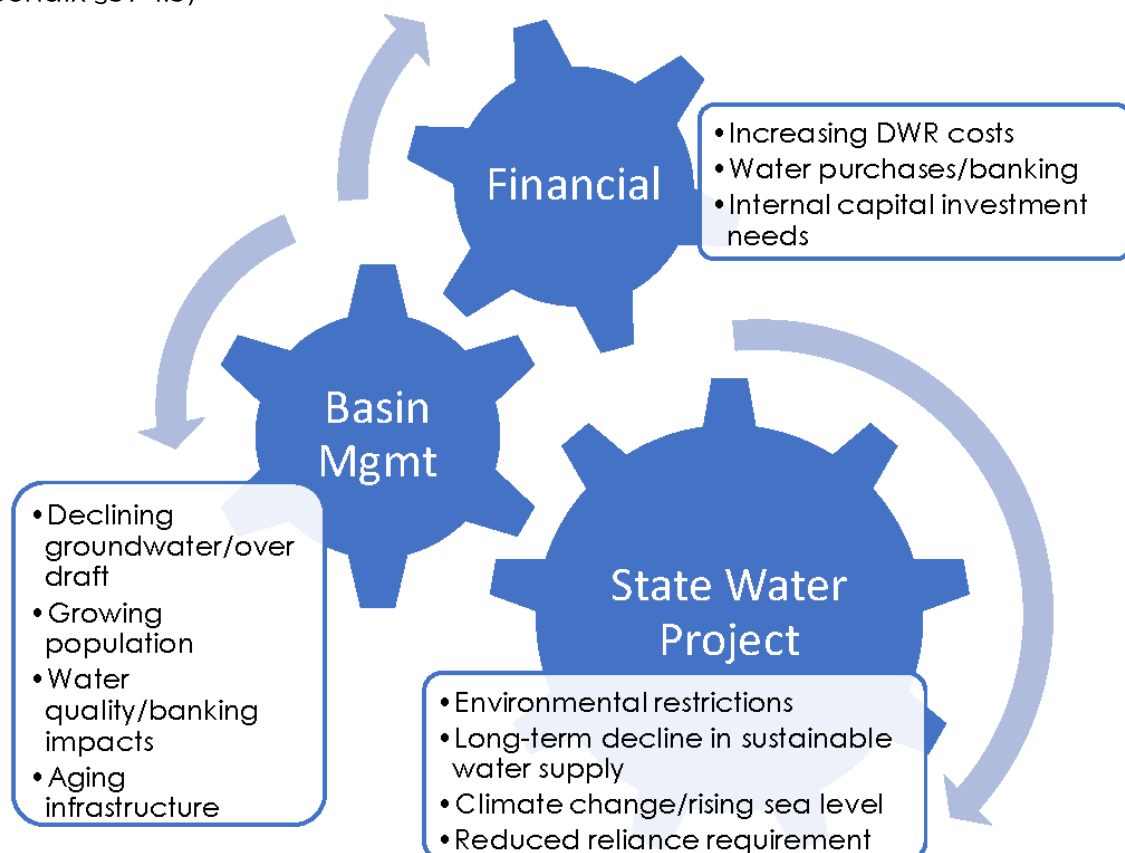 Financial
•Increasing DWR costs
•Water purchases/banking
•Internal capital investment
needs
Basin
Mgmt
•Declining
groundwater/over
draft
•Growing
population
•Water
quality/banking
impacts
•Aging
infrastructure
State Water
Project
•Environmental restrictions
•Long-term decline in sustainable
water supply
•Climate change/rising sea level
•Reduced reliance requirement